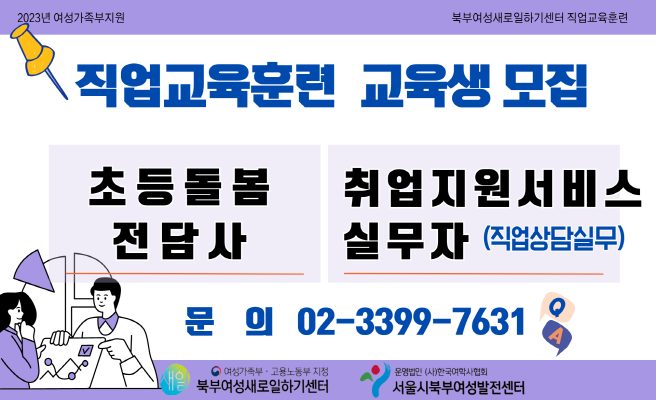 2023년 여성가족부지원
북부여성새로일하기센터 직업교육훈련
직업교육훈련 교육생 모집
초등돌봄
전담사
취업지원서비스
실무자 (직업상담실무)
문 의 02-3399-7631
Q
A
새일
여성가족부 · 고용노동부 지정
북부여성새로일하기센터
운영법인 (사)한국여학사협회
서울시북부여성발전센터